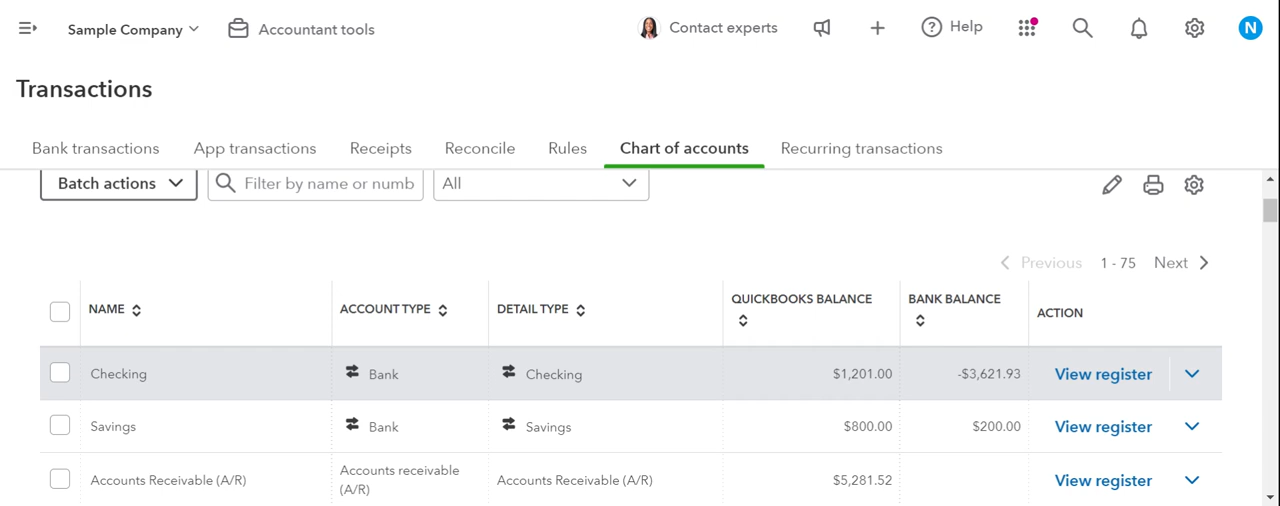 Sample Company
Accountant tools
Contact experts
Help
N
Transactions
Bank transactions
App transactions
Receipts
Reconcile
Rules
Chart of accounts
Recurring transactions
Batch actions
Filter by name or numb
All
Previous 1 - 75 Next
NAME ACCOUNT TYPE DETAIL TYPE QUICKBOOKS BALANCE BANK BALANCE ACTION
Checking Bank Checking $1,201.00 -$3,621.93 View register
Savings Bank Savings $800.00 $200.00 View register
Accounts Receivable (A/R) Accounts receivable (A/R) Accounts Receivable (A/R) $5,281.52 View register